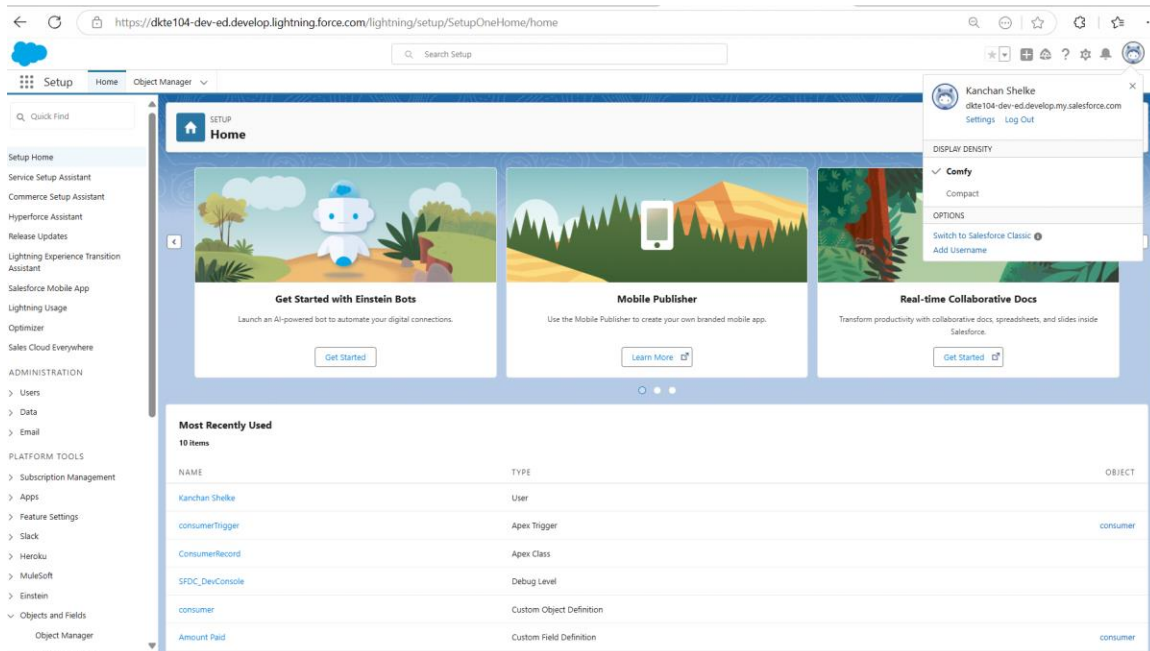 https://dkte104-dev-ed.develop.lightning.force.com/lightning/setup/SetupOneHome/home
Search Setup
Setup
Home
Object Manager
Kanchan Shelke
dkte104-dev-ed.develop.my.salesforce.com
Settings Log Out
DISPLAY DENSITY
Comfy
Compact
OPTIONS
Switch to Salesforce Classic
Add Username
Quick Find
Setup Home
Service Setup Assistant
Commerce Setup Assistant
Hyperforce Assistant
Release Updates
Lightning Experience Transition
Assistant
Salesforce Mobile App
Lightning Usage
Optimizer
Sales Cloud Everywhere
ADMINISTRATION
Users
Data
Email
PLATFORM TOOLS
Subscription Management
Apps
Feature Settings
Slack
Heroku
MuleSoft
Einstein
Objects and Fields
Object Manager
SETUP
Home
Get Started with Einstein Bots
Launch an AI-powered bot to automate your digital connections.
Get Started
Mobile Publisher
Use the Mobile Publisher to create your own branded mobile app.
Learn More
Real-time Collaborative Docs
Transform productivity with collaborative docs, spreadsheets, and slides inside
Salesforce.
Get Started
Most Recently Used
10 items
NAME TYPE OBJECT
Kanchan Shelke User
consumerTrigger Apex Trigger consumer
ConsumerRecord Apex Class
SFDC_DevConsole Debug Level
consumer Custom Object Definition
Amount Paid Custom Field Definition consumer